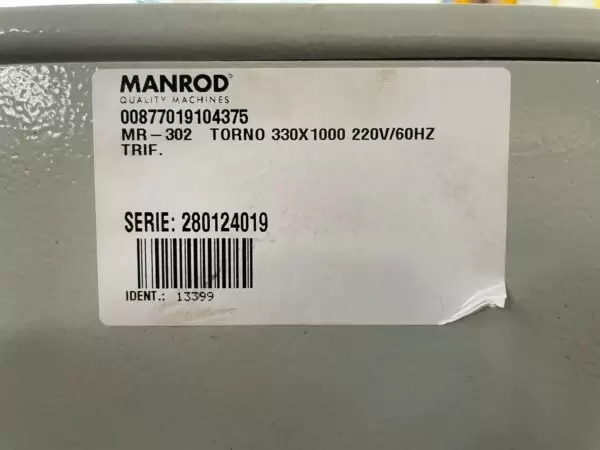 MANROD®
QUALITY MACHINES
00877019104375
MR-302 TORNO 330X1000 220V/60HZ
TRIF.
SERIE: 280124019
IDENT.: 13399